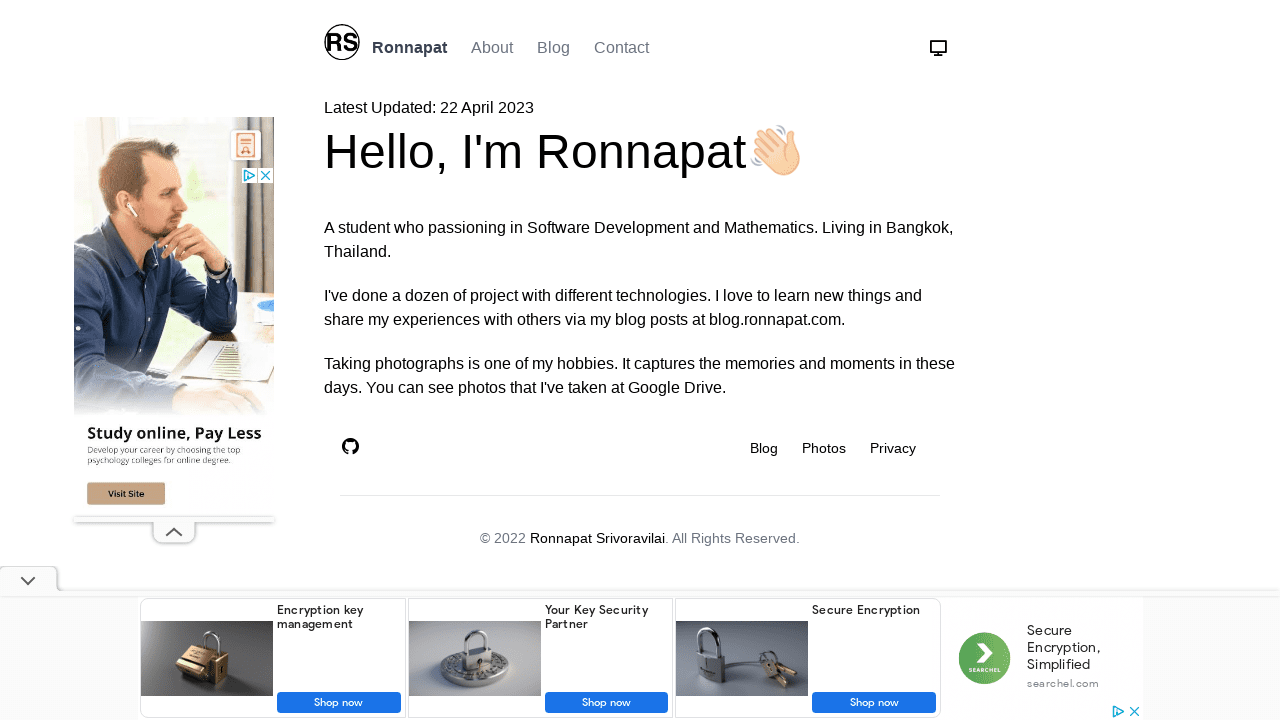 RS
Ronnapat About Blog Contact
Latest Updated: 22 April 2023
Hello, I'm Ronnapat
A student who passioning in Software Development and Mathematics. Living in Bangkok,
Thailand.
I've done a dozen of project with different technologies. I love to learn new things and
share my experiences with others via my blog posts at blog.ronnapat.com.
Taking photographs is one of my hobbies. It captures the memories and moments in these
days. You can see photos that I've taken at Google Drive.
Blog Photos Privacy
© 2022 Ronnapat Srivoravilai. All Rights Reserved.
Study online, Pay Less
Develop your career by choosing the top
psychology colleges for online degree.
Visit Site
Encryption key
management
Shop now
Your Key Security
Partner
Shop now
Secure Encryption
Shop now
SEARCHEL
Secure
Encryption,
Simplified
searchel.com